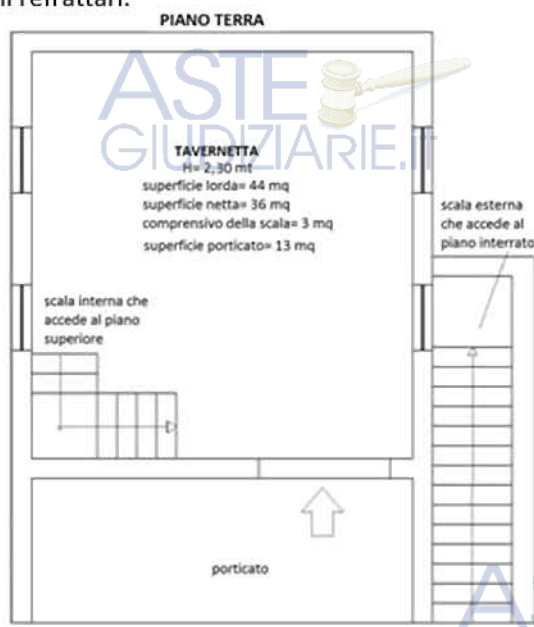 i refrattari.
PIANO TERRA
ASTE
GIUDIZIARIE.it
TAVERNETTA
H= 2,30 mt
superficie lorda= 44 mq
superficie netta= 36 mq
comprensivo della scala= 3 mq
superficie porticato= 13 mq
scala esterna
che accede al
piano interrato
scala interna che
accede al piano
superiore
porticato